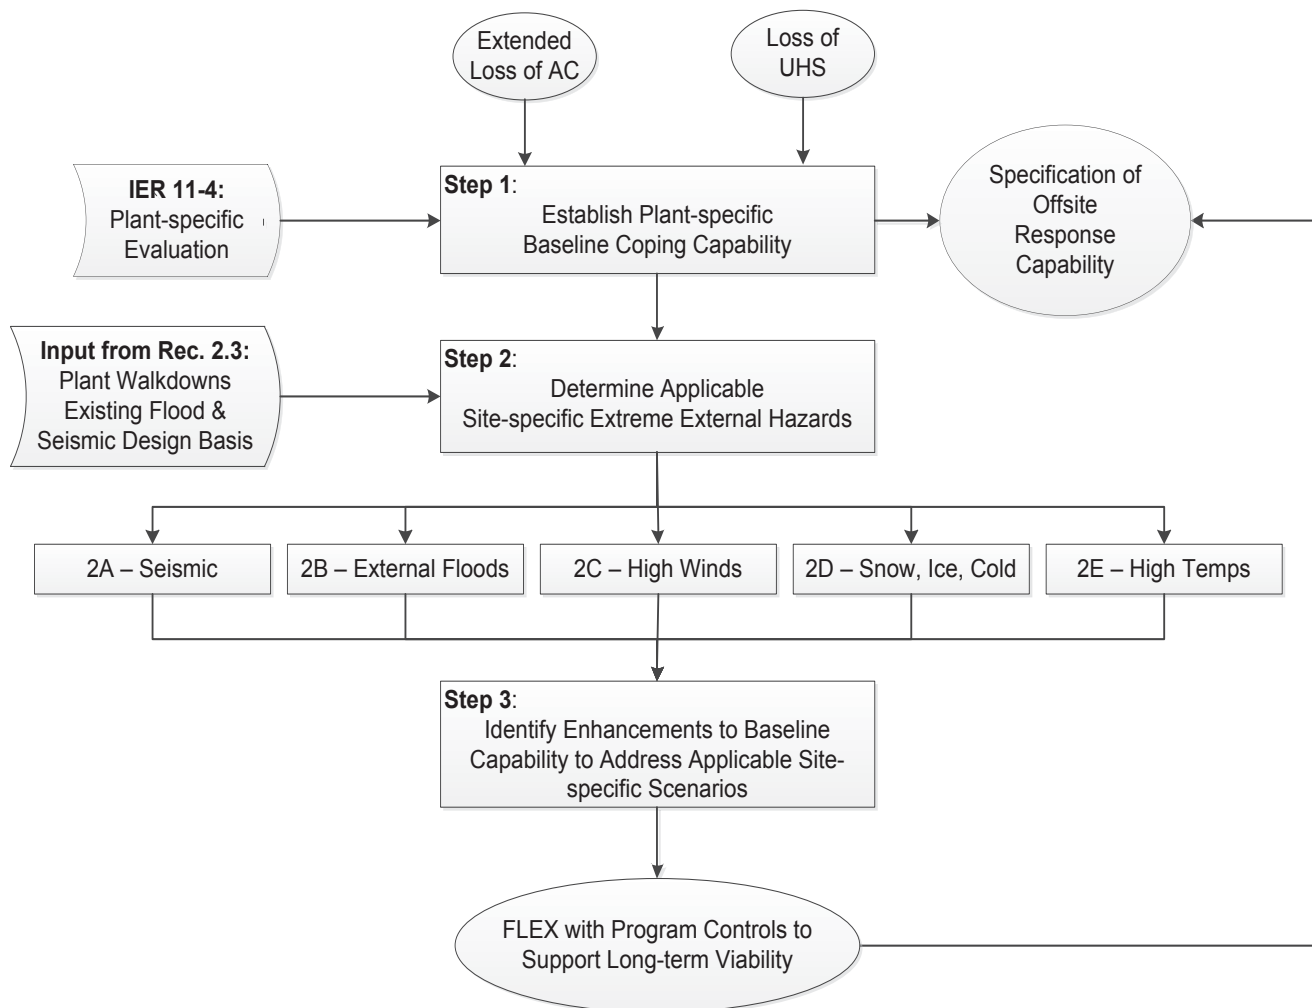 Extended
Loss of AC
Loss of
UHS
IER 11-4:
Plant-specific
Evaluation
Step 1:
Establish Plant-specific
Baseline Coping Capability
Specification of
Offsite
Response
Capability
Input from Rec. 2.3:
Plant Walkdowns
Existing Flood &
Seismic Design Basis
Step 2:
Determine Applicable
Site-specific Extreme External Hazards
2A – Seismic
2B – External Floods
2C – High Winds
2D – Snow, Ice, Cold
2E – High Temps
Step 3:
Identify Enhancements to Baseline
Capability to Address Applicable Site-
specific Scenarios
FLEX with Program Controls to
Support Long-term Viability